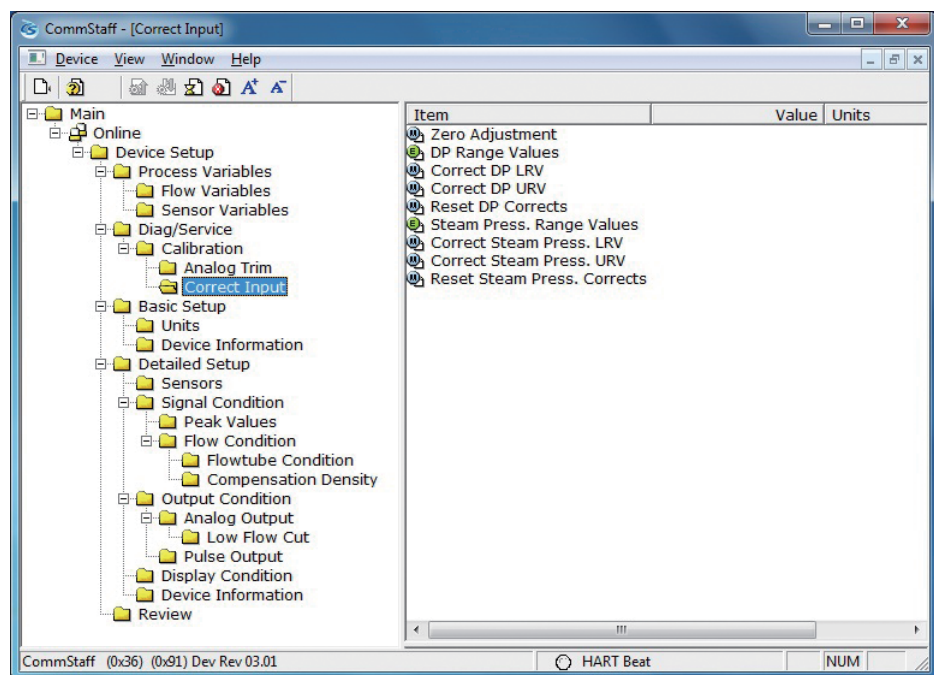 CommStaff - [Correct Input]
Device View Window Help
Main
Online
Device Setup
Process Variables
Flow Variables
Sensor Variables
Diag/Service
Calibration
Analog Trim
Correct Input
Basic Setup
Units
Device Information
Detailed Setup
Sensors
Signal Condition
Peak Values
Flow Condition
Flowtube Condition
Compensation Density
Output Condition
Analog Output
Low Flow Cut
Pulse Output
Display Condition
Device Information
Review
Item Value Units
Zero Adjustment
DP Range Values
Correct DP LRV
Correct DP URV
Reset DP Corrects
Steam Press. Range Values
Correct Steam Press. LRV
Correct Steam Press. URV
Reset Steam Press. Corrects
CommStaff (0x36) (0x91) Dev Rev 03.01 HART Beat NUM